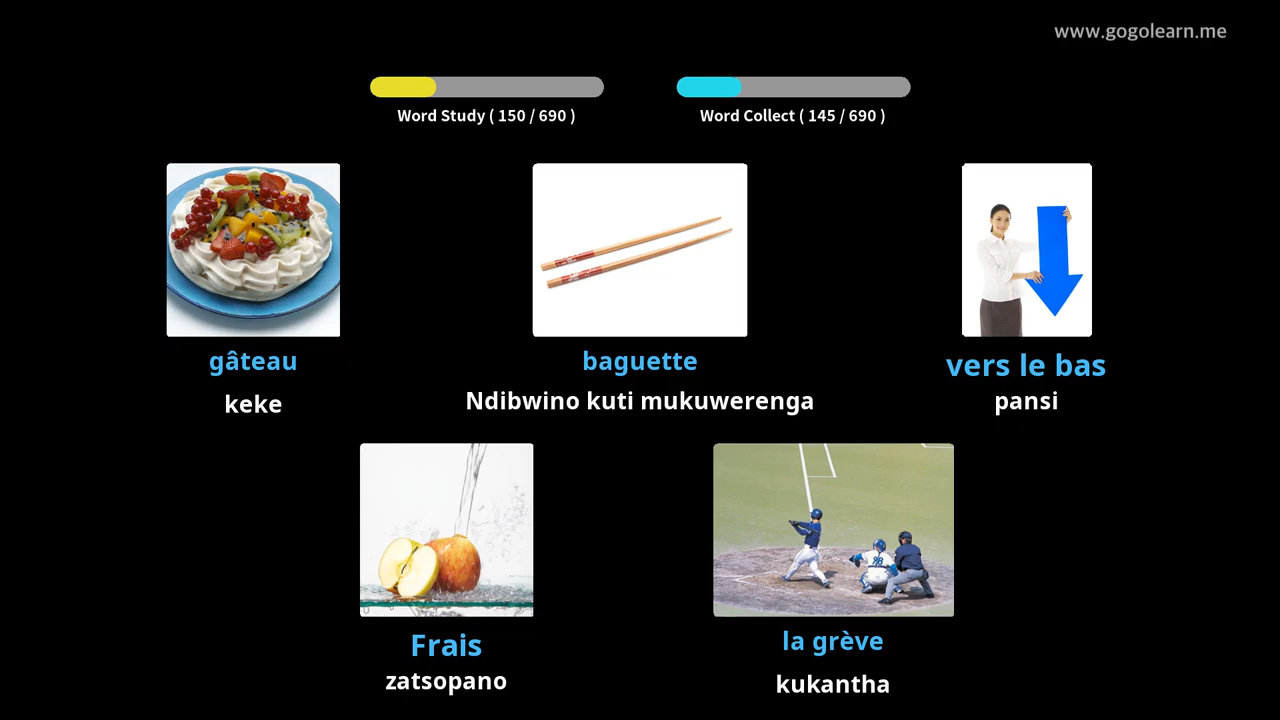 www.gogolearn.me
Word Study ( 150 / 690 )
Word Collect ( 145 / 690 )
gâteau
keke
baguette
Ndibwino kuti mukuwerenga
vers le bas
pansi
Frais
zatsopano
la grève
kukantha